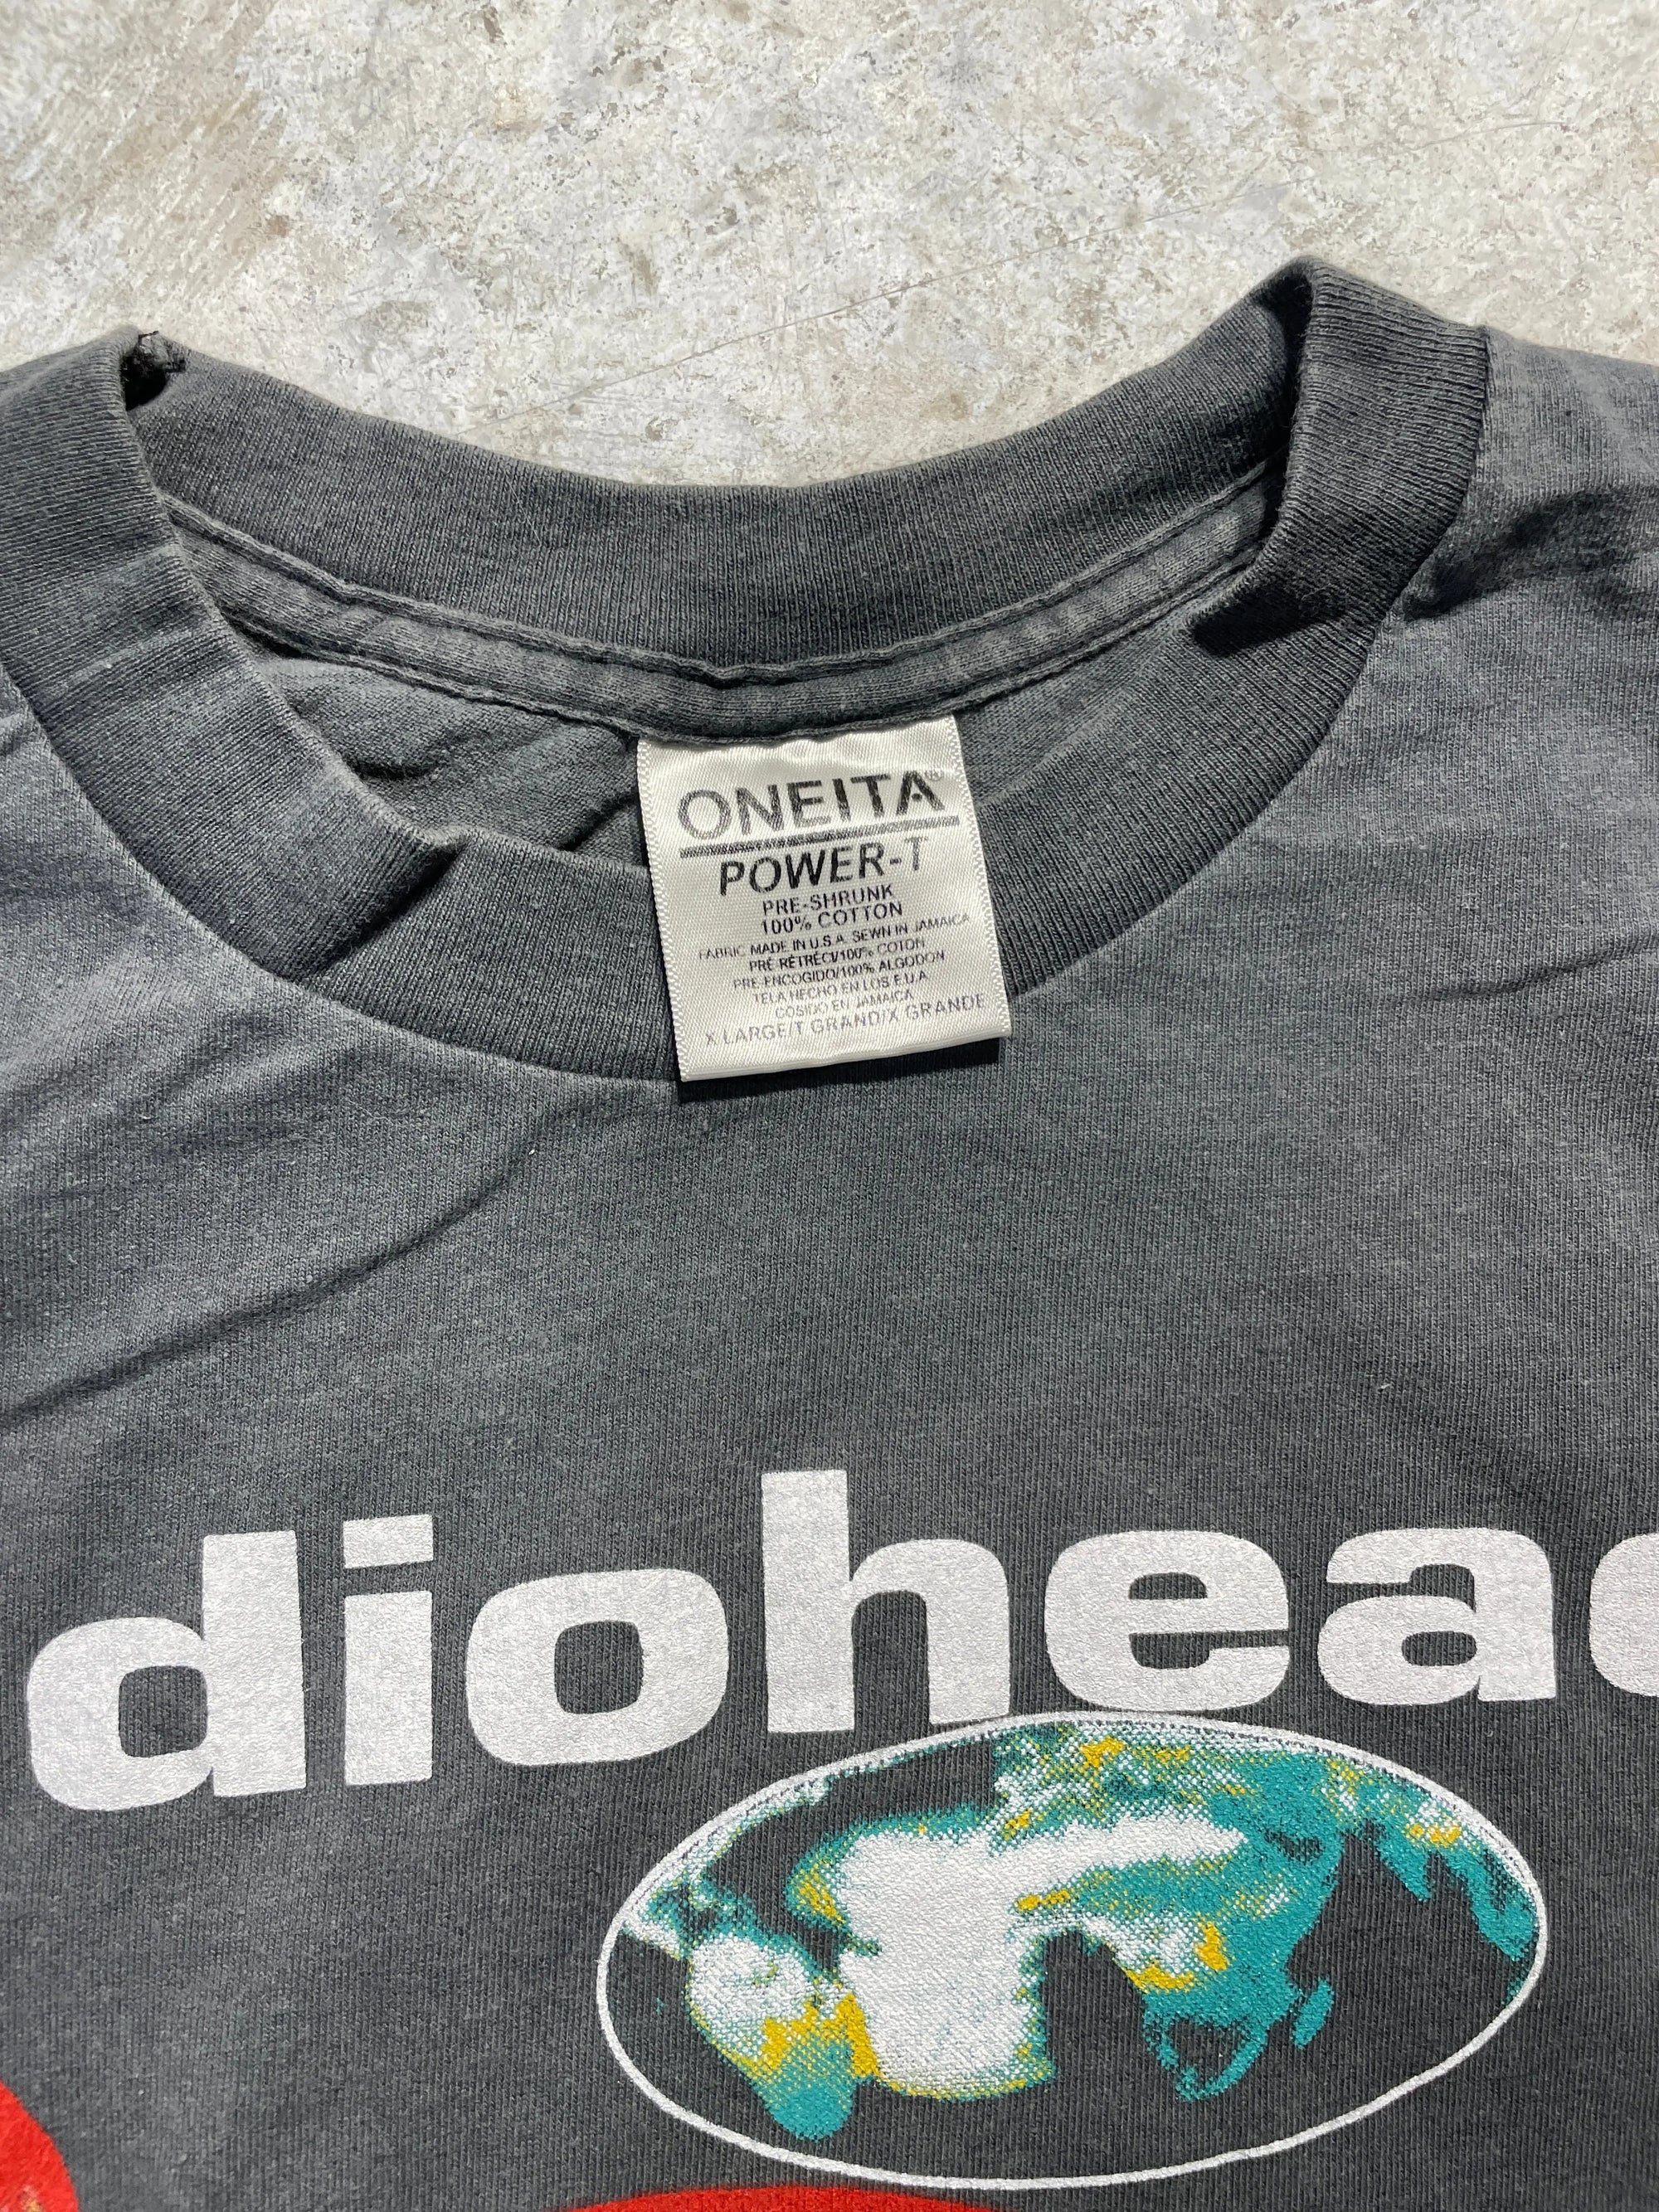 ONEITA®
POWER-T
PRE-SHRUNK
100% COTTON
FABRIC MADE IN U.S.A. SEWN IN JAMAICA
PRÉ RÉTRÉCI/100% COTON
PRE-ENCOGIDO/100% ALGODON
TELA HECHO EN LOS E.U.A.
COSIDO EN JAMAICA
X LARGE/T GRAND/X GRANDE
diohead